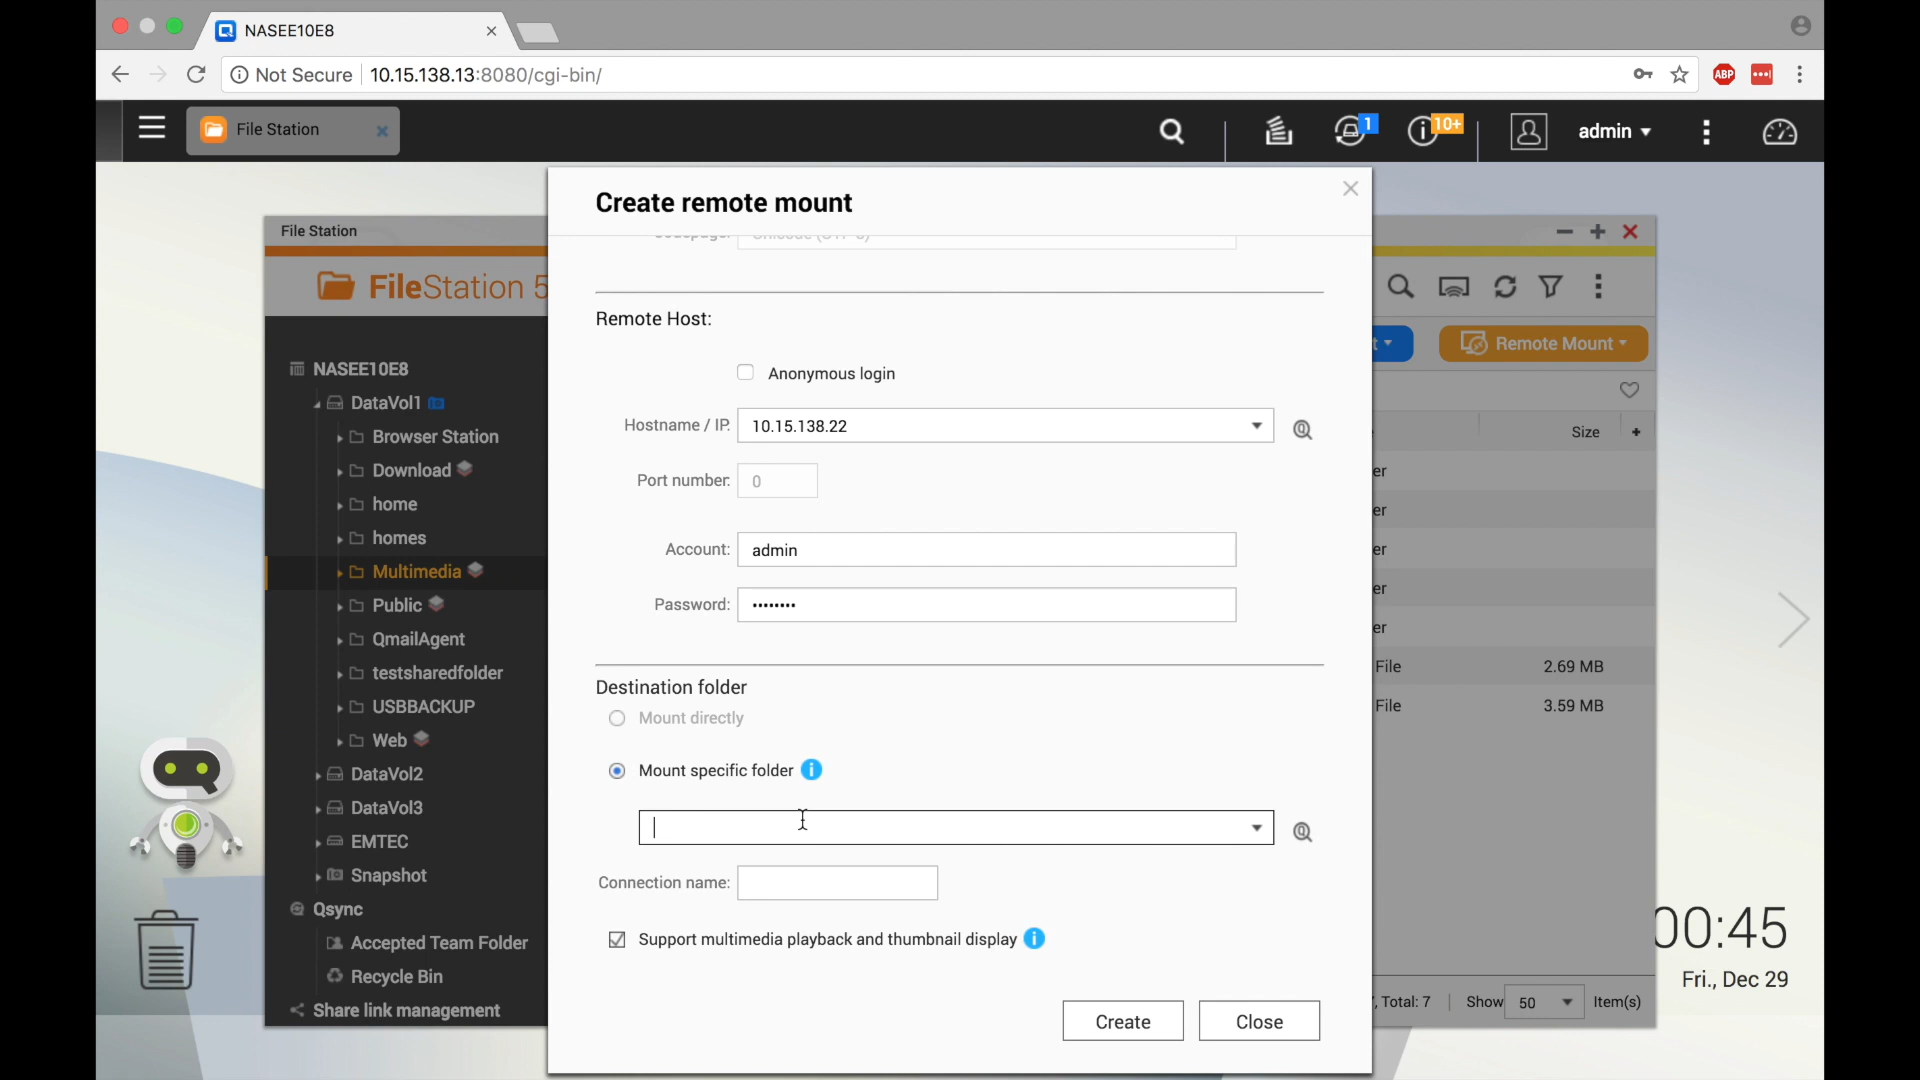 NASEE10E8
Not Secure 10.15.138.13:8080/cgi-bin/
ABP
File Station
1
10+
admin
Create remote mount
File Station
FileStation 5
Remote Host:
Remote Mount
Anonymous login
NASEE10E8
Hostname / IP: 10.15.138.22
DataVol1
Size
Browser Station
Download
Port number: 0
home
homes
Account: admin
Multimedia
Public
Password: ••••••••
QmailAgent
testsharedfolder
File 2.69 MB
Destination folder
USBBACKUP
Mount directly
File 3.59 MB
Web
DataVol2
Mount specific folder
DataVol3
EMTEC
Snapshot
Connection name:
Qsync
Accepted Team Folder
Support multimedia playback and thumbnail display
00:45
Recycle Bin
Fri., Dec 29
Share link management
Total: 7 Show 50 Item(s)
Create
Close